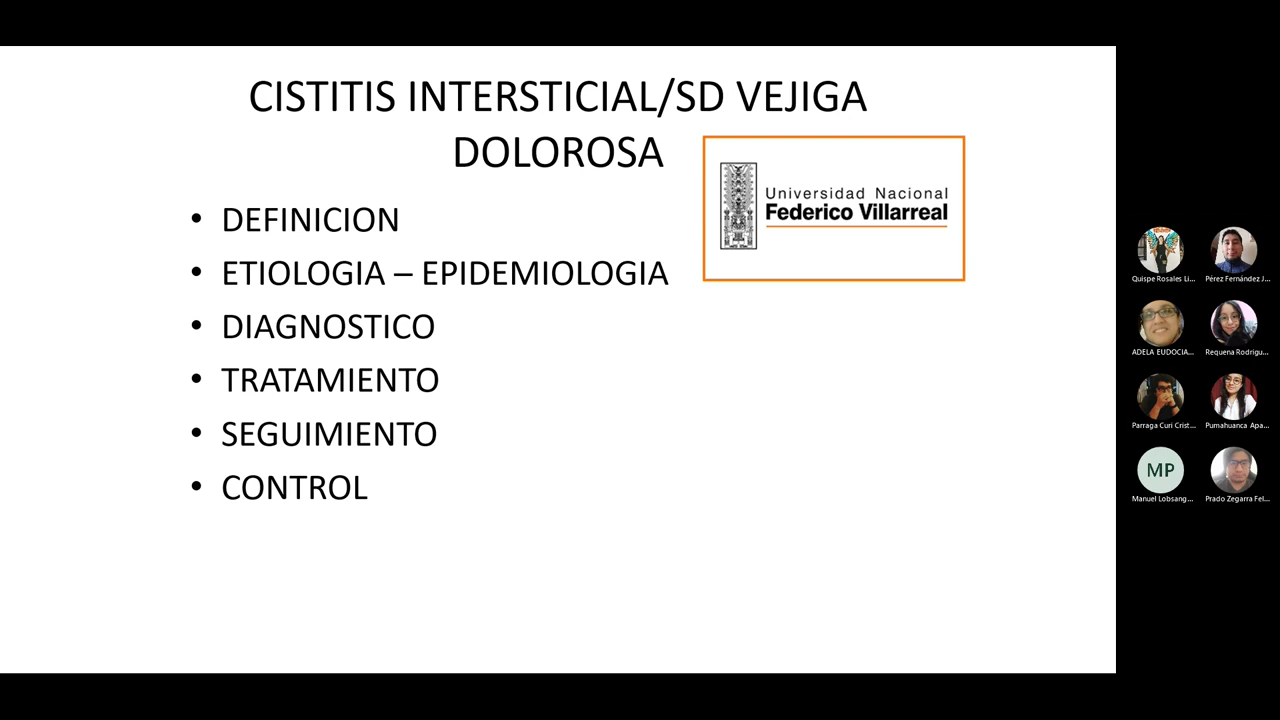 CISTITIS INTERSTICIAL/SD VEJIGA
DOLOROSA
Universidad Nacional
Federico Villarreal
• DEFINICION
• ETIOLOGIA – EPIDEMIOLOGIA
• DIAGNOSTICO
• TRATAMIENTO
• SEGUIMIENTO
• CONTROL
Quispe Rosales Li...
Pérez Fernández J...
ADELA EUDOCIA...
Requena Rodrigu...
Parraga Curi Crist...
Pumahuanca Apa...
MP
Manuel Lobsang...
Prado Zegarra Fel...